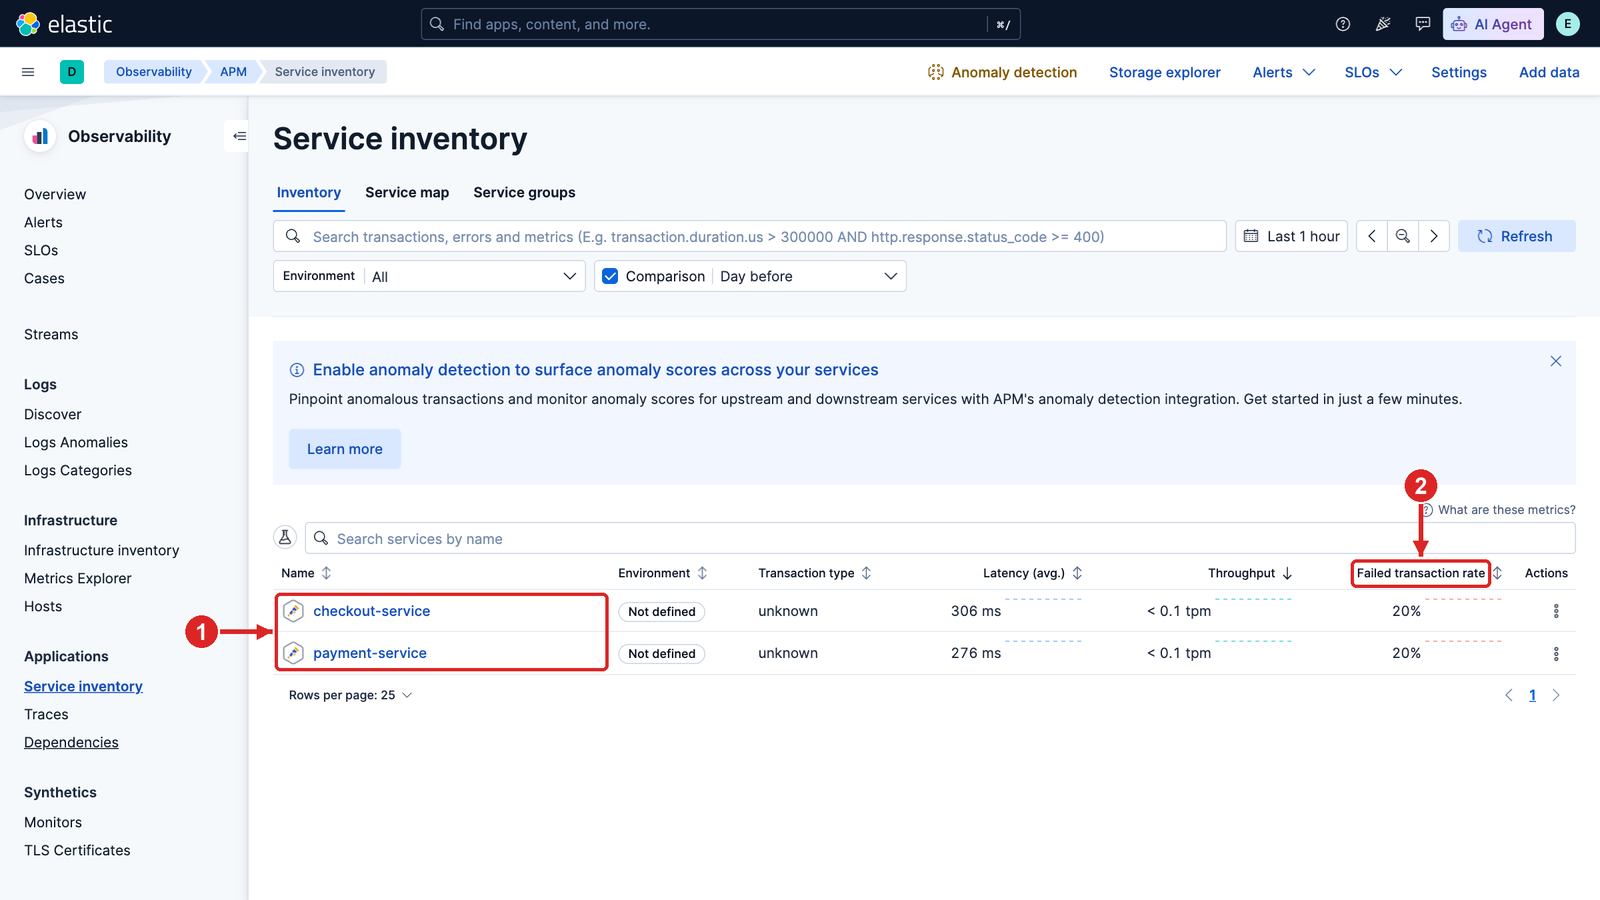 elastic
Find apps, content, and more.
⌘/
AI Agent
E
D
Observability
APM
Service inventory
Anomaly detection
Storage explorer
Alerts
SLOs
Settings
Add data
Observability
Overview
Alerts
SLOs
Cases
Streams
Logs
Discover
Logs Anomalies
Logs Categories
Infrastructure
Infrastructure inventory
Metrics Explorer
Hosts
Applications
Service inventory
Traces
Dependencies
Synthetics
Monitors
TLS Certificates
Service inventory
Inventory Service map Service groups
Search transactions, errors and metrics (E.g. transaction.duration.us > 300000 AND http.response.status_code >= 400)
Last 1 hour
Refresh
Environment All
Comparison Day before
Enable anomaly detection to surface anomaly scores across your services
Pinpoint anomalous transactions and monitor anomaly scores for upstream and downstream services with APM's anomaly detection integration. Get started in just a few minutes.
Learn more
2
What are these metrics?
Search services by name
Name Environment Transaction type Latency (avg.) Throughput Failed transaction rate Actions
checkout-service Not defined unknown 306 ms < 0.1 tpm 20%
1
payment-service Not defined unknown 276 ms < 0.1 tpm 20%
Rows per page: 25
1